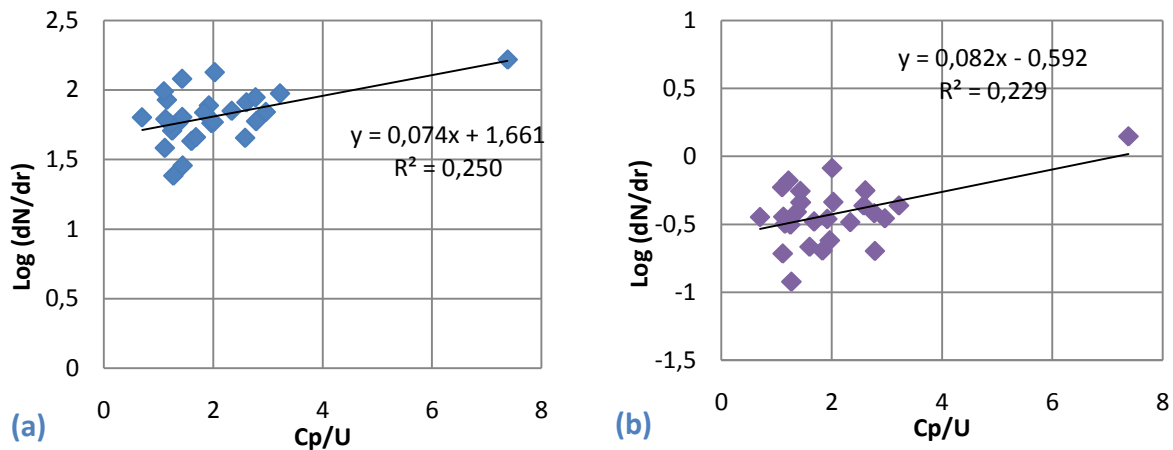 2,5
2
1,5
1
0,5
0
0 2 4 6 8
Log (dN/dr)
Cp/U
y = 0,074x + 1,661
R² = 0,250
(a)
1
0,5
0
-0,5
-1
-1,5
0 2 4 6 8
Log (dN/dr)
Cp/U
y = 0,082x - 0,592
R² = 0,229
(b)